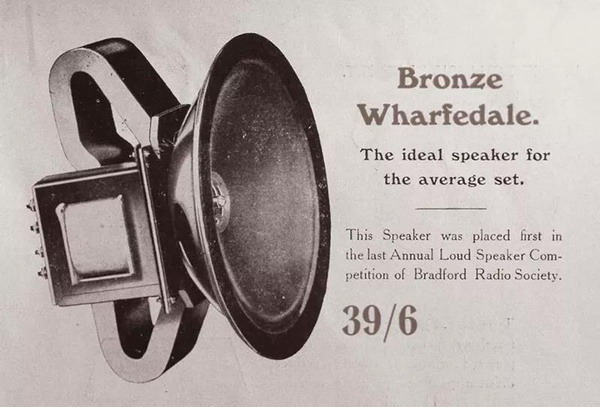 Bronze
Wharfedale.
The ideal speaker for
the average set.
This Speaker was placed first in
the last Annual Loud Speaker Com-
petition of Bradford Radio Society.
39/6